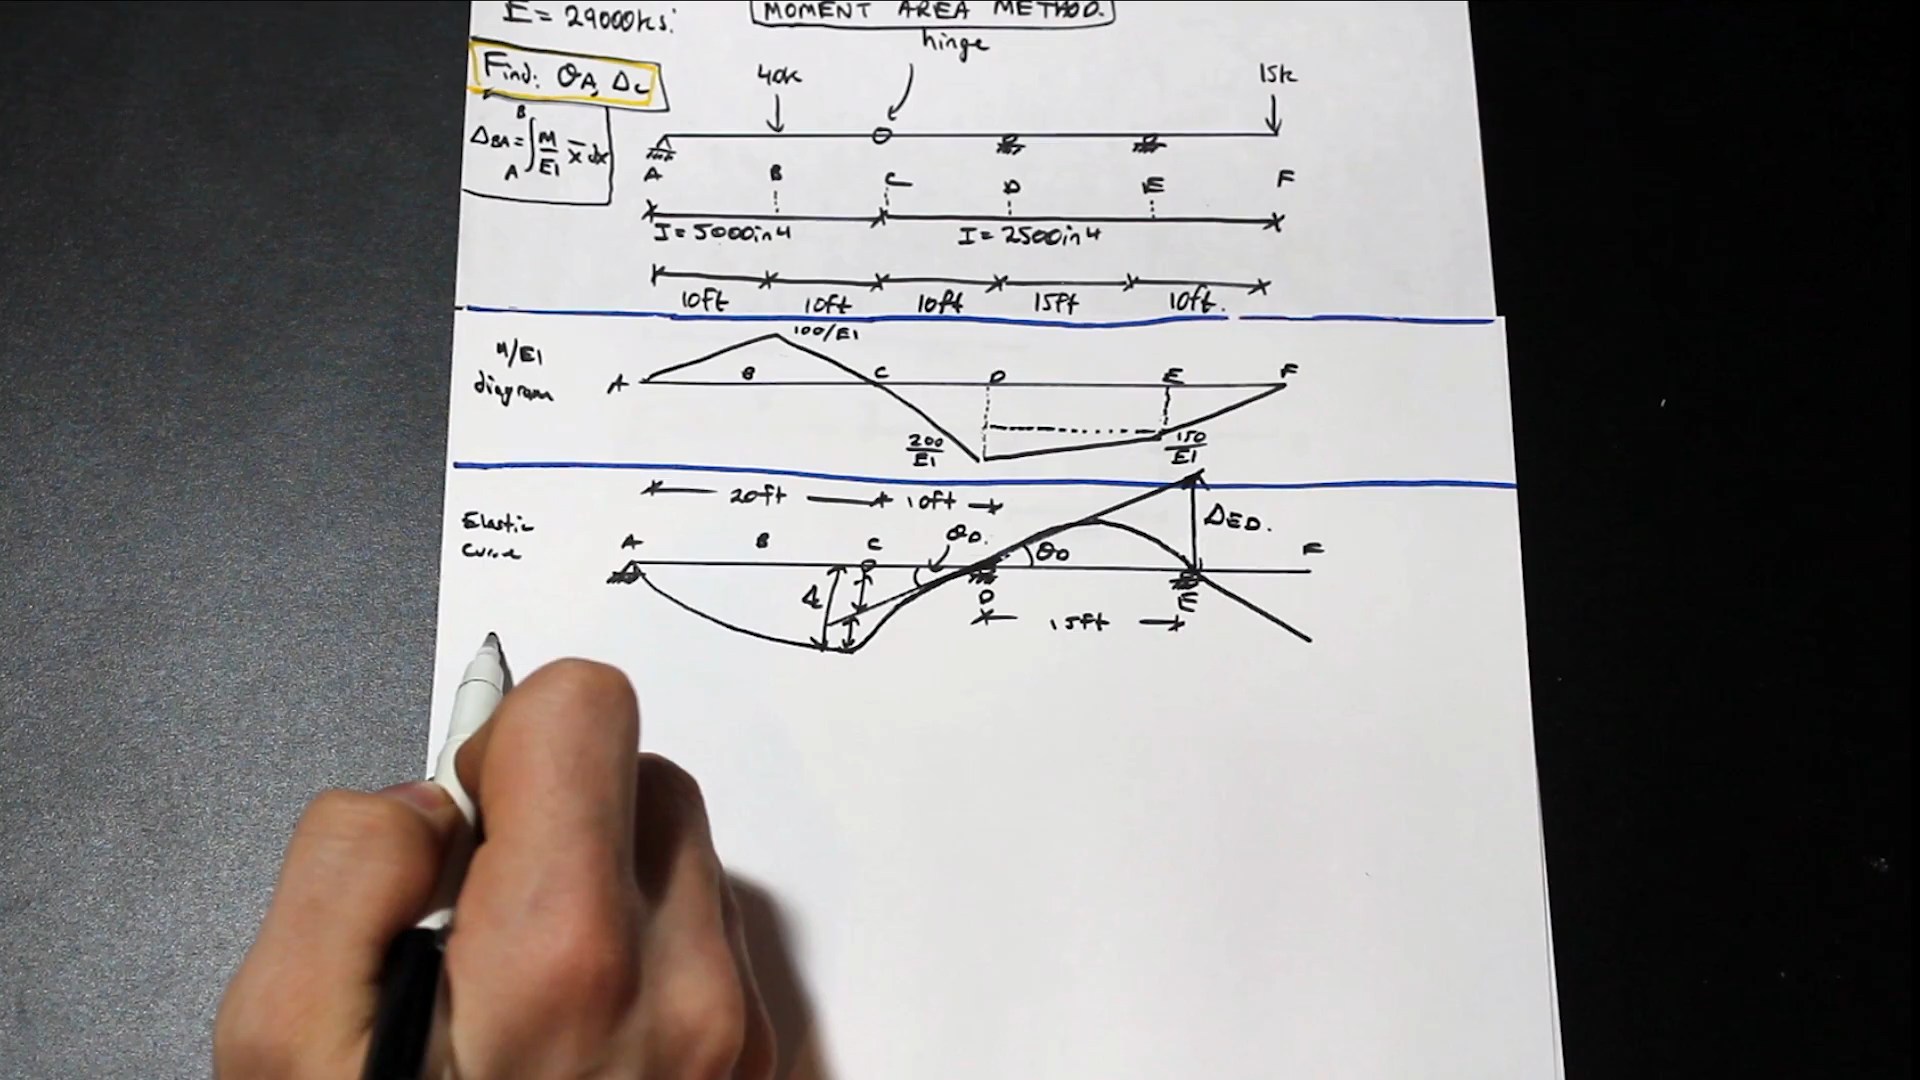 E = 29000ksi
MOMENT AREA METHOD.
hinge
Find: θA, Δc
40k
15k
B
ΔBA = ∫ M/EI x̄ dx
A
A B C D E F
I = 5000in4
I = 2500in4
10ft 10ft 10ft 15ft 10ft.
M/EI
diagram
100/EI
A B C D E F
200/EI
150/EI
20ft 10ft
Elastic
curve
A B C θD. θD ΔED. F
Δ
D E
15ft